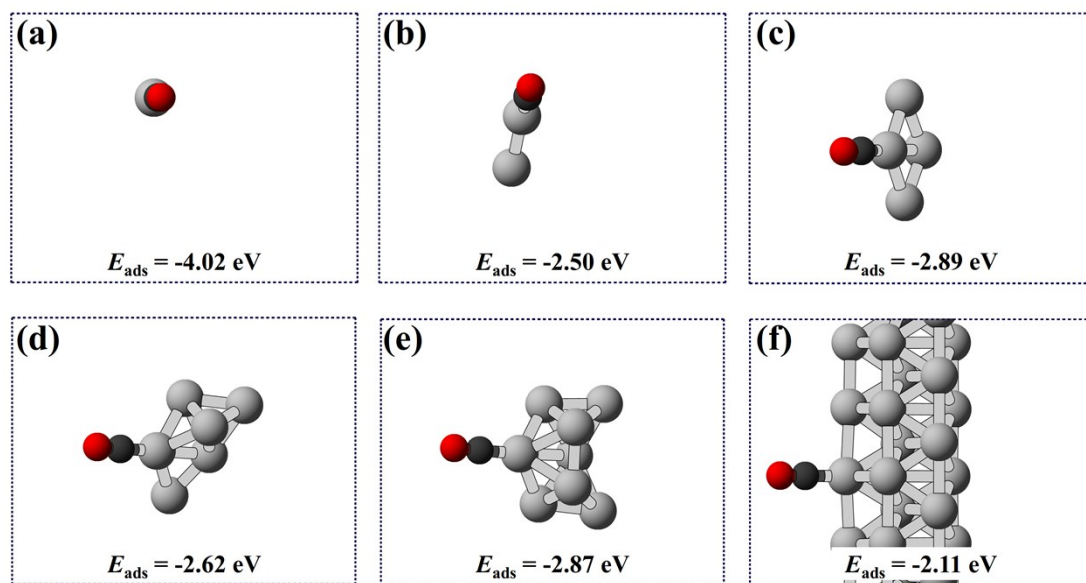 (a)
E_ads = -4.02 eV
(b)
E_ads = -2.50 eV
(c)
E_ads = -2.89 eV
(d)
E_ads = -2.62 eV
(e)
E_ads = -2.87 eV
(f)
E_ads = -2.11 eV